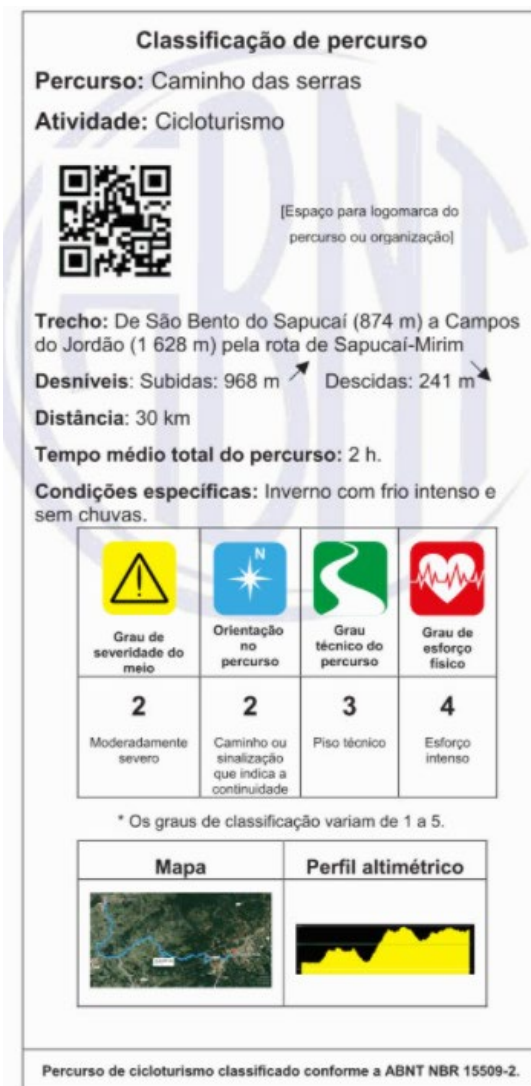 Classificação de percurso
Percurso: Caminho das serras
Atividade: Cicloturismo
[Espaço para logomarca do
percurso ou organização]
Trecho: De São Bento do Sapucaí (874 m) a Campos
do Jordão (1 628 m) pela rota de Sapucaí-Mirim
Desníveis: Subidas: 968 m Descidas: 241 m
Distância: 30 km
Tempo médio total do percurso: 2 h.
Condições específicas: Inverno com frio intenso e
sem chuvas.
N
Grau de
severidade do
meio
Orientação
no
percurso
Grau
técnico do
percurso
Grau de
esforço
físico
2
2
3
4
Moderadamente
severo
Caminho ou
sinalização
que indica a
continuidade
Piso técnico
Esforço
intenso
* Os graus de classificação variam de 1 a 5.
Mapa
Perfil altimétrico
Percurso de cicloturismo classificado conforme a ABNT NBR 15509-2.